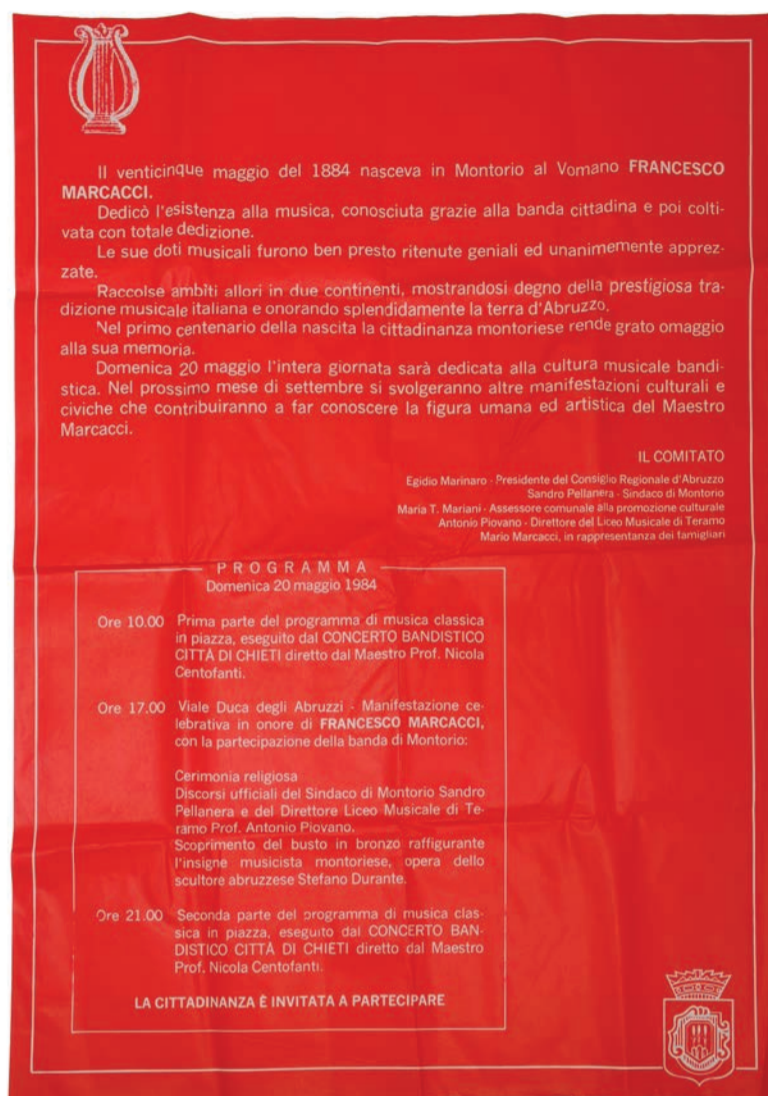 Il venticinque maggio del 1884 nasceva in Montorio al Vomano FRANCESCO
MARCACCI.
Dedicò l'esistenza alla musica, conosciuta grazie alla banda cittadina e poi colti-
vata con totale dedizione.
Le sue doti musicali furono ben presto ritenute geniali ed unanimemente apprez-
zate.
Raccolse ambiti allori in due continenti, mostrandosi degno della prestigiosa tra-
dizione musicale italiana e onorando splendidamente la terra d'Abruzzo.
Nel primo centenario della nascita la cittadinanza montoriese rende grato omaggio
alla sua memoria.
Domenica 20 maggio l'intera giornata sarà dedicata alla cultura musicale bandi-
stica. Nel prossimo mese di settembre si svolgeranno altre manifestazioni culturali e
civiche che contribuiranno a far conoscere la figura umana ed artistica del Maestro
Marcacci.
IL COMITATO
Egidio Marinaro - Presidente del Consiglio Regionale d'Abruzzo
Sandro Pellanera - Sindaco di Montorio
Maria T. Mariani - Assessore comunale alla promozione culturale
Antonio Piovano - Direttore del Liceo Musicale di Teramo
Mario Marcacci, in rappresentanza dei famigliari
PROGRAMMA
Domenica 20 maggio 1984
Ore 10.00 Prima parte del programma di musica classica
in piazza, eseguito dal CONCERTO BANDISTICO
CITTÀ DI CHIETI diretto dal Maestro Prof. Nicola
Centofanti.
Ore 17.00 Viale Duca degli Abruzzi - Manifestazione ce-
lebrativa in onore di FRANCESCO MARCACCI,
con la partecipazione della banda di Montorio:
Cerimonia religiosa
Discorsi ufficiali del Sindaco di Montorio Sandro
Pellanera e del Direttore Liceo Musicale di Te-
ramo Prof. Antonio Piovano.
Scoprimento del busto in bronzo raffigurante
l'insigne musicista montoriese, opera dello
scultore abruzzese Stefano Durante.
Ore 21.00 Seconda parte del programma di musica clas-
sica in piazza, eseguito dal CONCERTO BAN-
DISTICO CITTÀ DI CHIETI diretto dal Maestro
Prof. Nicola Centofanti.
LA CITTADINANZA È INVITATA A PARTECIPARE